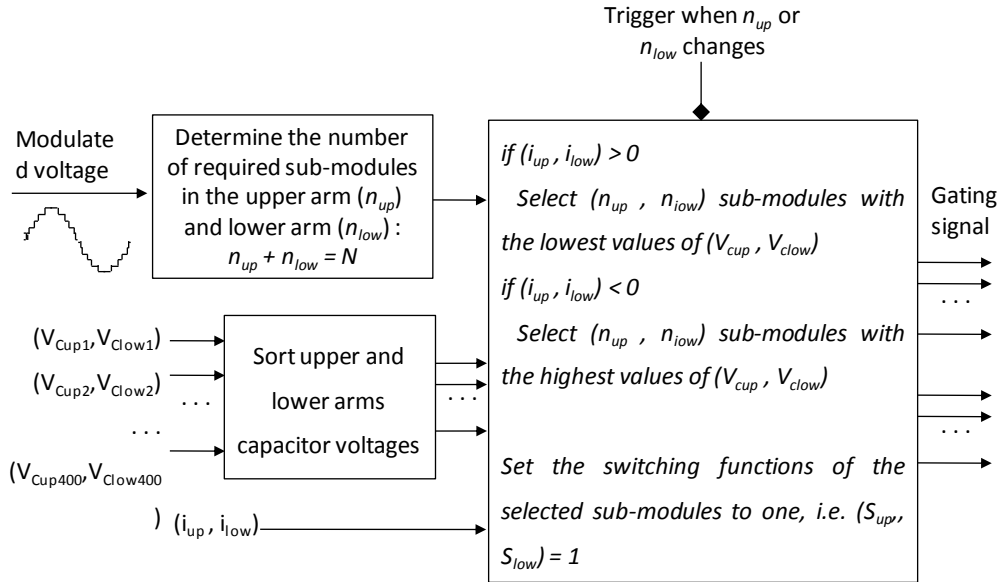 Trigger when n_up or
n_low changes
Modulate
d voltage
Determine the number
of required sub-modules
in the upper arm (n_up)
and lower arm (n_low) :
n_up + n_low = N
if (i_up , i_low) > 0
Select (n_up , n_iow) sub-modules with
the lowest values of (V_cup , V_clow)
if (i_up , i_low) < 0
Select (n_up , n_iow) sub-modules with
the highest values of (V_cup , V_clow)
Set the switching functions of the
selected sub-modules to one, i.e. (S_up,,
S_low) = 1
Gating
signal
. . .
. . .
(V_Cup1,V_Clow1)
(V_Cup2,V_Clow2)
. . .
. . .
(V_Cup400,V_Clow400
)
Sort upper and
lower arms
capacitor voltages
. . .
(i_up , i_low)